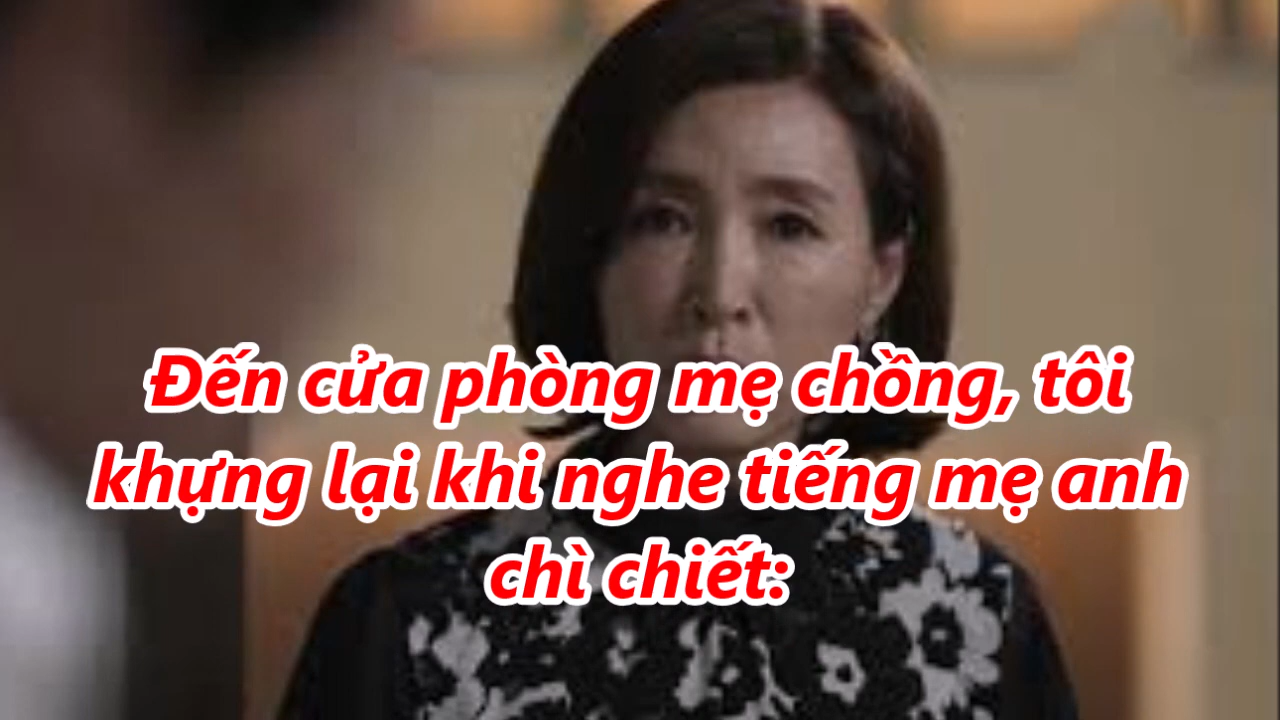 Đến cửa phòng mẹ chồng, tôi
khựng lại khi nghe tiếng mẹ anh
chì chiết: